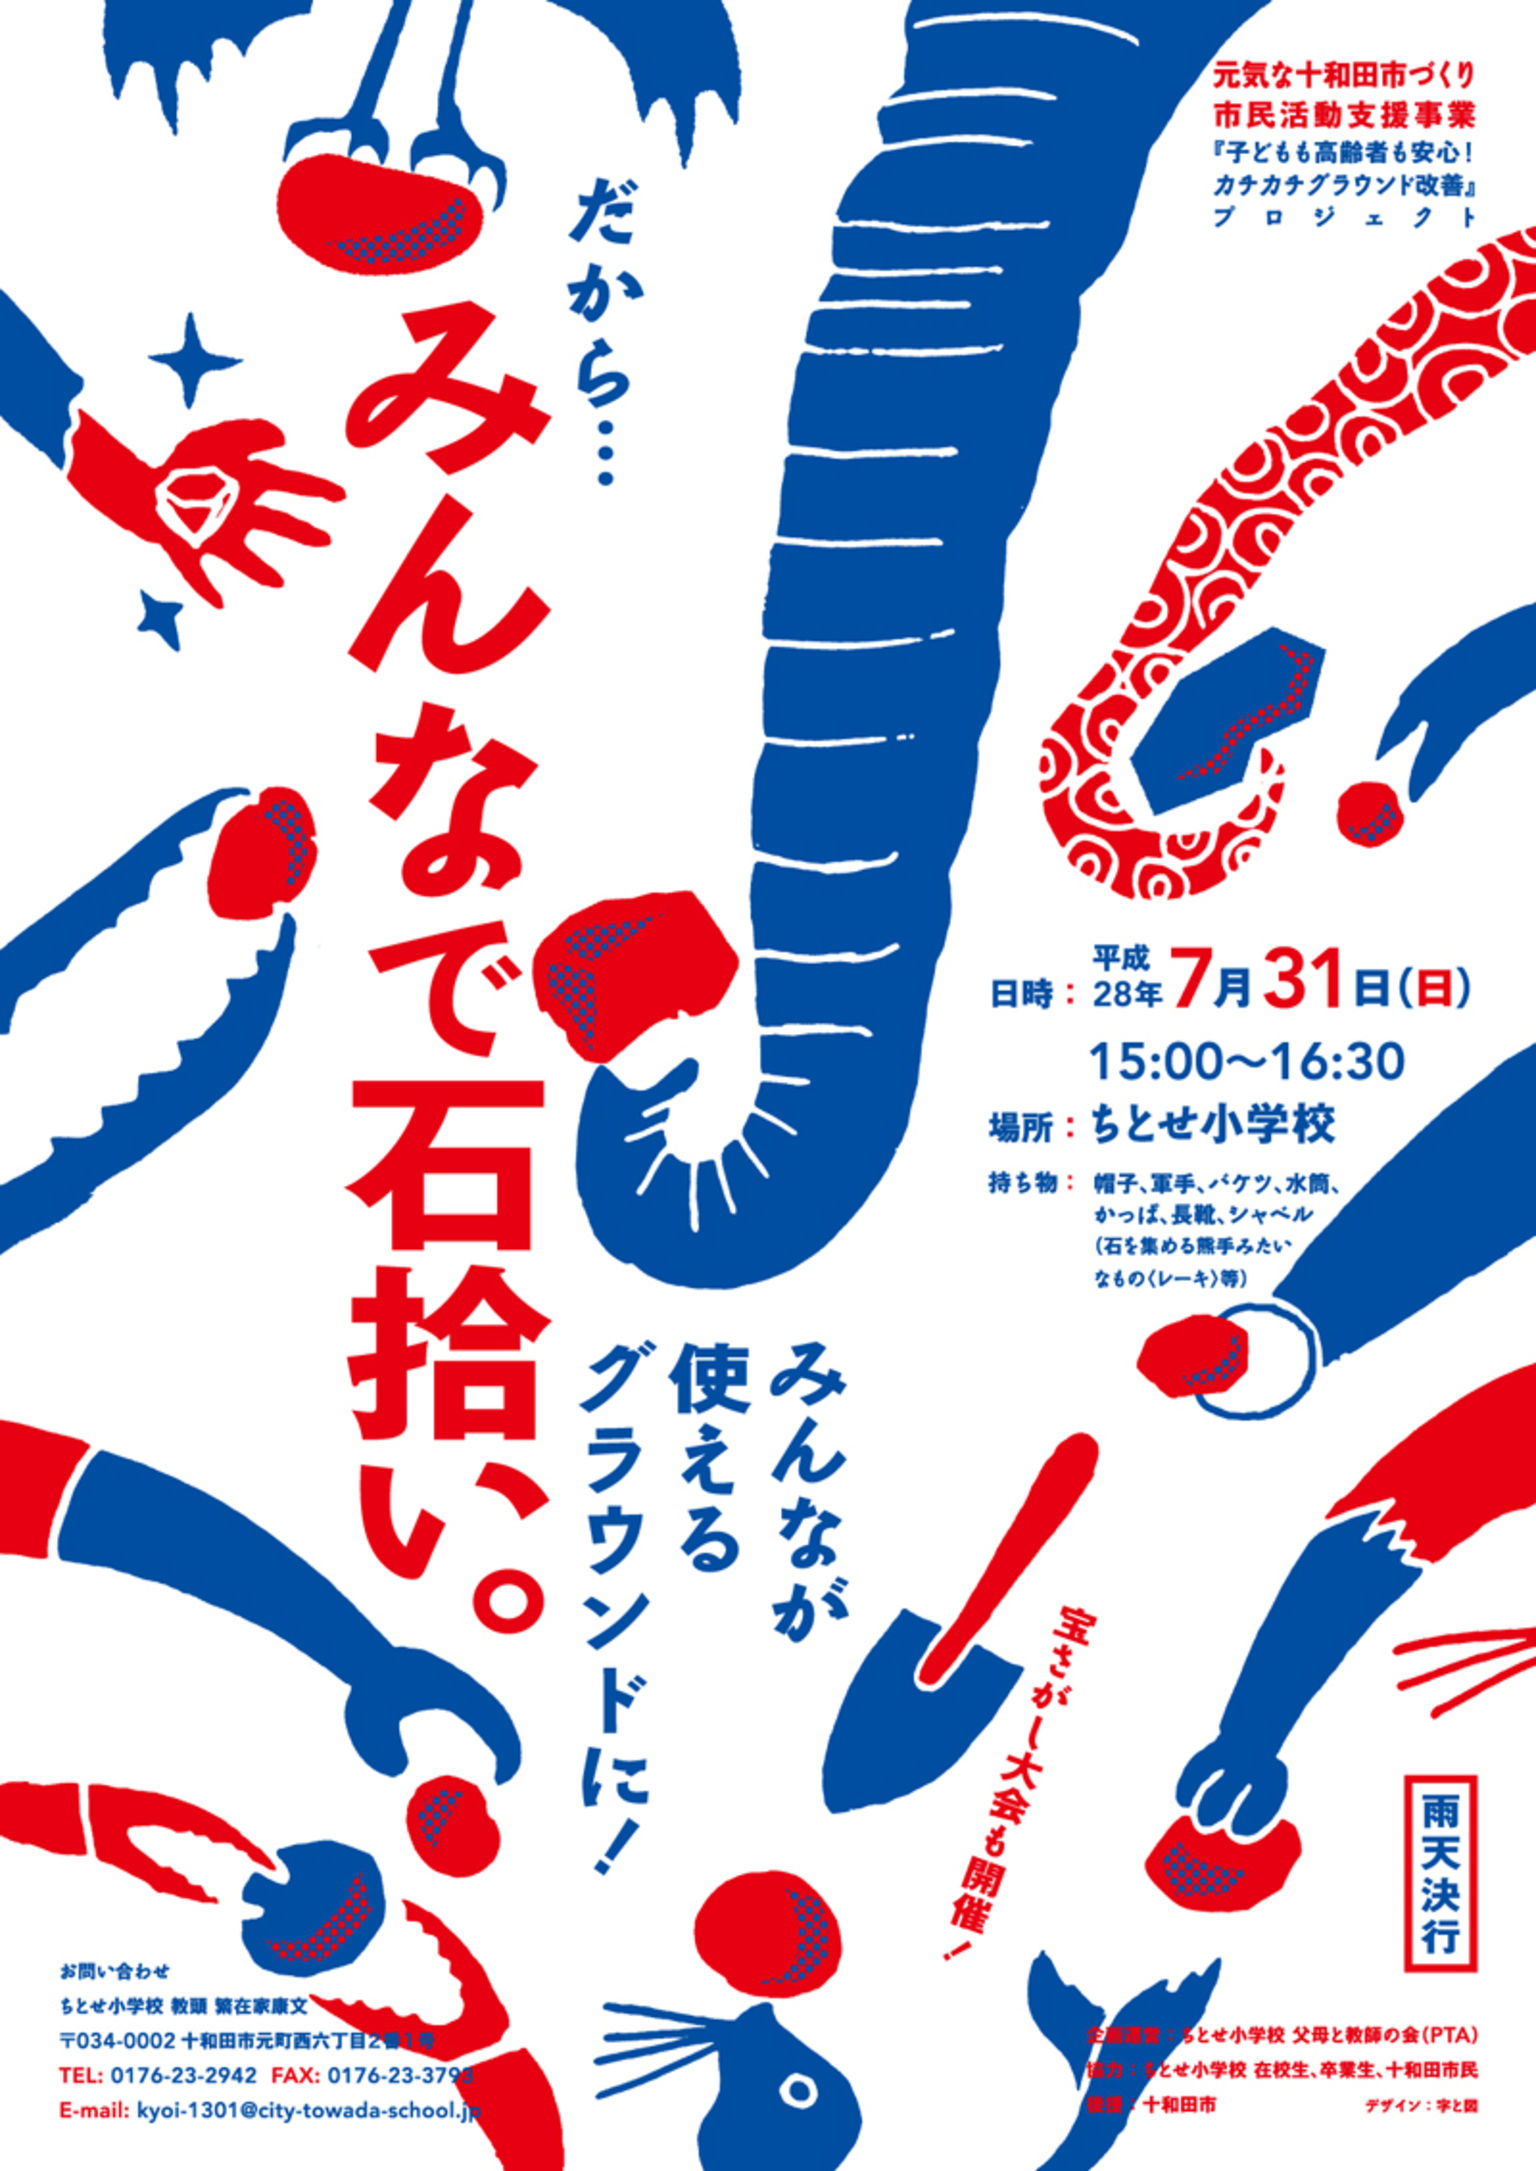 元気な十和田市づくり
市民活動支援事業
『子どもも高齢者も安心!
カチカチグラウンド改善』
プロジェクト
みんなが
使える
グラウンドに!
だから…
みんなで石拾い。
日時:平成28年7月31日(日)
15:00〜16:30
場所:ちとせ小学校
持ち物:帽子、軍手、バケツ、水筒、
かっぱ、長靴、シャベル
(石を集める熊手みたい
なもの〈レーキ〉等)
宝さがし大会も開催!
雨天決行
お問い合わせ
ちとせ小学校 教頭 繁在家康文
〒034-0002 十和田市元町西六丁目2番1号
TEL: 0176-23-2942 FAX: 0176-23-3793
E-mail: kyoi-1301@city-towada-school.jp
企画運営:ちとせ小学校 父母と教師の会(PTA)
協力:ちとせ小学校 在校生、卒業生、十和田市民
後援:十和田市
デザイン:字と図